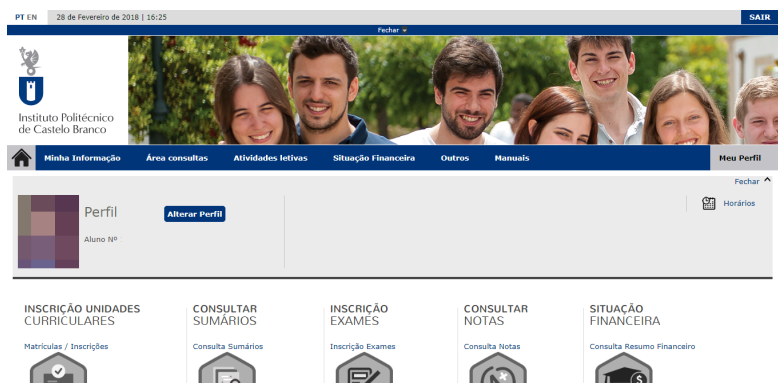 PT EN 28 de Fevereiro de 2018 | 16:25 SAIR
Fechar
Instituto Politécnico
de Castelo Branco
Minha Informação Área consultas Atividades letivas Situação Financeira Outros Manuais Meu Perfil
Fechar
Perfil Alterar Perfil Horários
Aluno Nº
INSCRIÇÃO UNIDADES
CURRICULARES
Matrículas / Inscrições
CONSULTAR
SUMÁRIOS
Consulta Sumários
INSCRIÇÃO
EXAMES
Inscrição Exames
CONSULTAR
NOTAS
Consulta Notas
SITUAÇÃO
FINANCEIRA
Consulta Resumo Financeiro